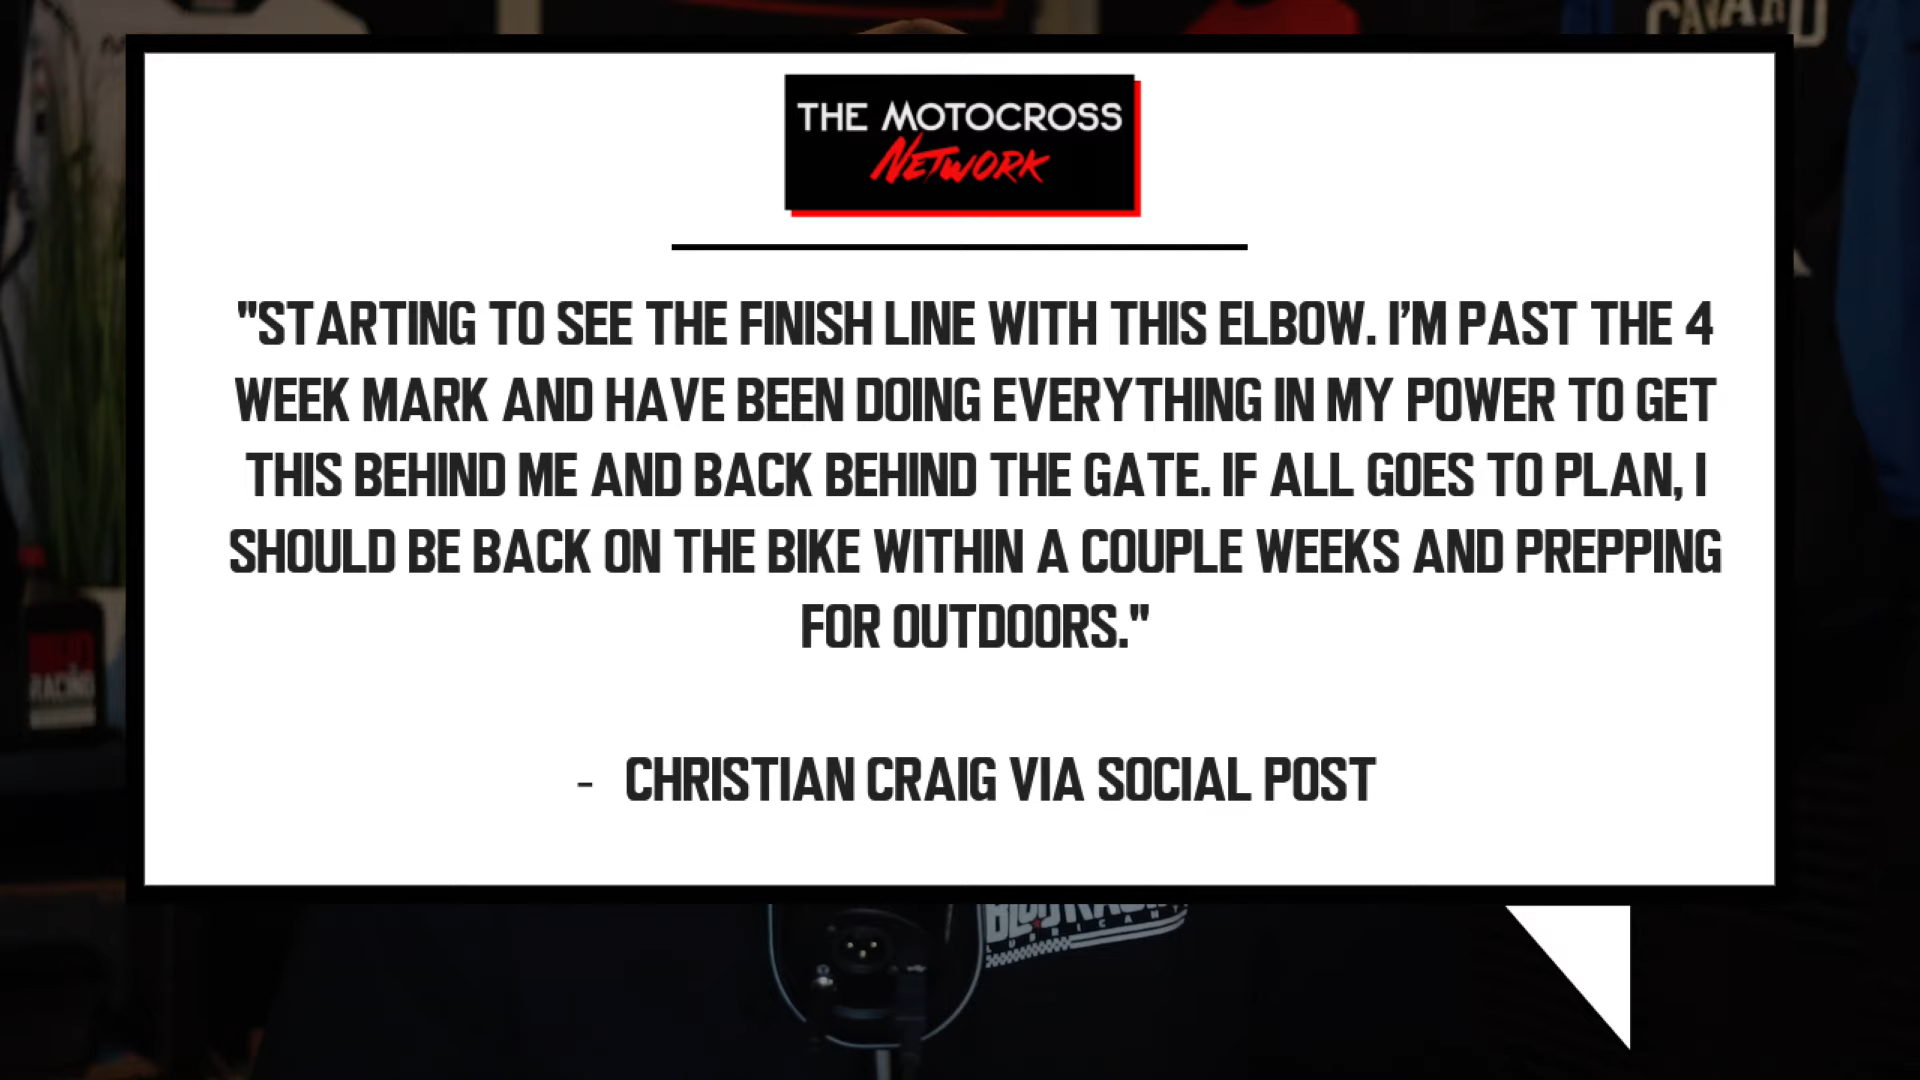 CANARD
THE MOTOCROSS
NETWORK
"STARTING TO SEE THE FINISH LINE WITH THIS ELBOW. I'M PAST THE 4
WEEK MARK AND HAVE BEEN DOING EVERYTHING IN MY POWER TO GET
THIS BEHIND ME AND BACK BEHIND THE GATE. IF ALL GOES TO PLAN, I
SHOULD BE BACK ON THE BIKE WITHIN A COUPLE WEEKS AND PREPPING
FOR OUTDOORS."
- CHRISTIAN CRAIG VIA SOCIAL POST
RACING
LUBRICANT